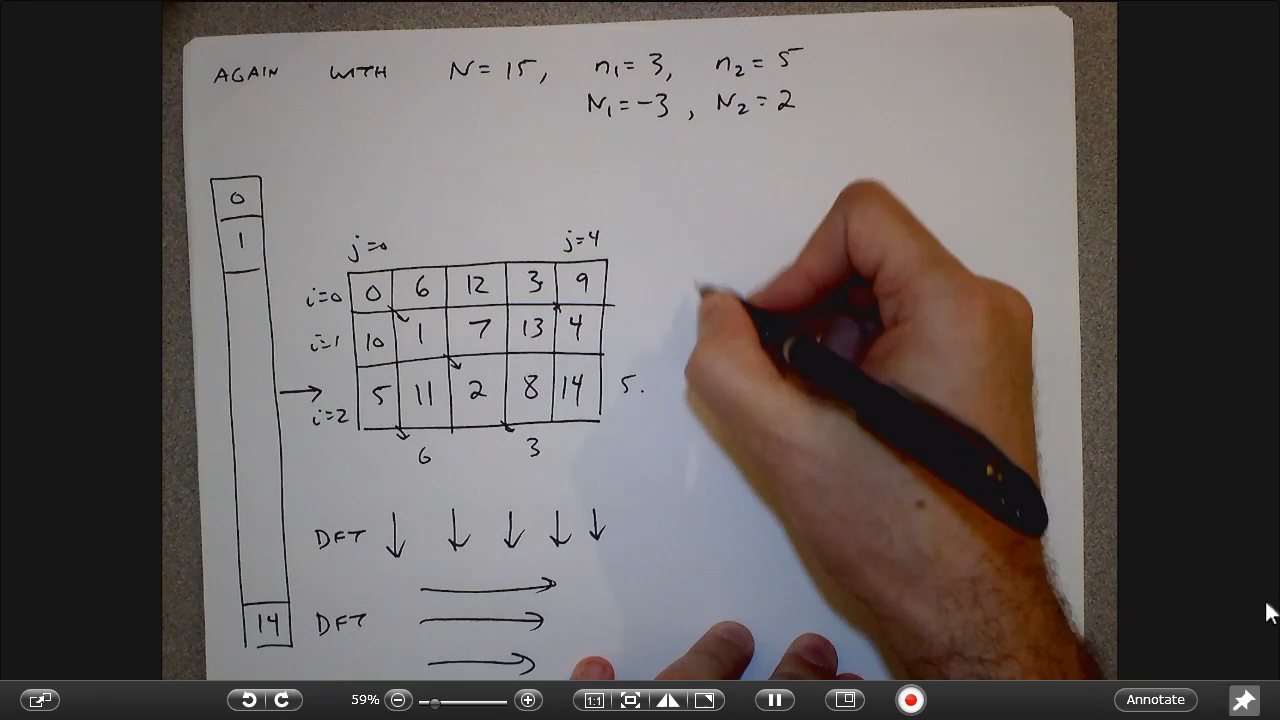 AGAIN WITH N = 15, n₁ = 3, n₂ = 5
N₁ = -3, N₂ = 2
0
1
14
j=0 j=4
i=0 0 6 12 3 9
i=1 10 1 7 13 4
i=2 5 11 2 8 14 5.
6 3
DFT
DFT
59% 1:1 Annotate